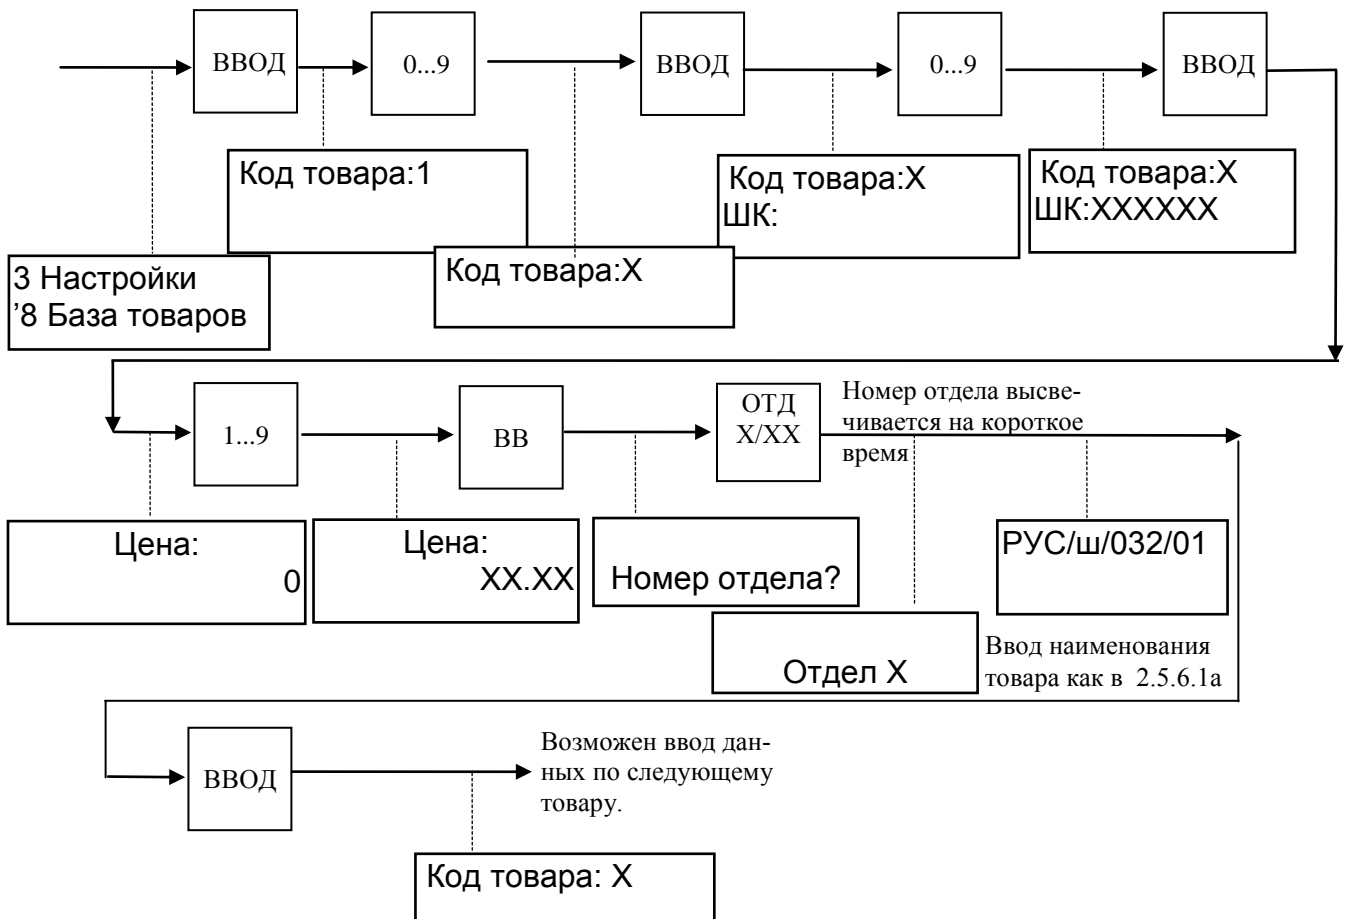 ВВОД
0...9
ВВОД
0...9
ВВОД
Код товара:1
Код товара:X
ШК:
Код товара:X
ШК:XXXXXX
3 Настройки
’8 База товаров
Код товара:X
1...9
ВВ
ОТД
X/XX
Номер отдела высве-
чивается на короткое
время
Цена:
0
Цена:
XX.XX
Номер отдела?
РУС/ш/032/01
Отдел X
Ввод наименования
товара как в 2.5.6.1а
ВВОД
Возможен ввод дан-
ных по следующему
товару.
Код товара: X